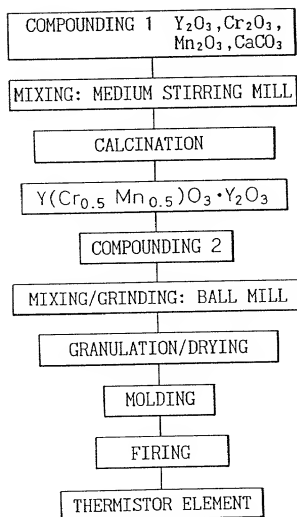 COMPOUNDING 1 Y₂O₃,Cr₂O₃,
Mn₂O₃,CaCO₃
MIXING: MEDIUM STIRRING MILL
CALCINATION
Y(Cr₀.₅ Mn₀.₅)O₃·Y₂O₃
COMPOUNDING 2
MIXING/GRINDING: BALL MILL
GRANULATION/DRYING
MOLDING
FIRING
THERMISTOR ELEMENT